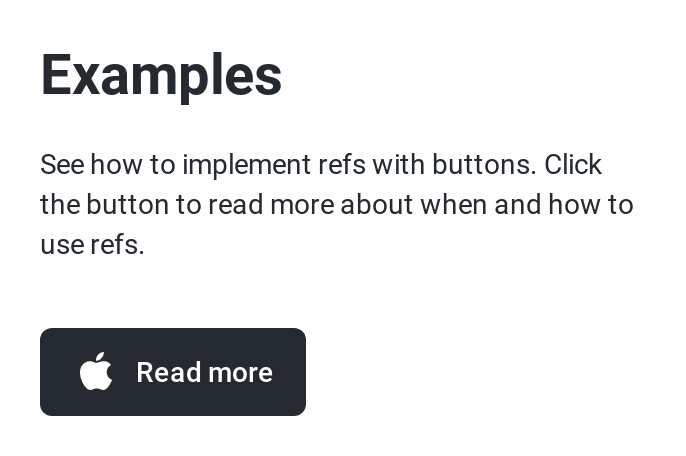 Examples
See how to implement refs with buttons. Click
the button to read more about when and how to
use refs.
Read more